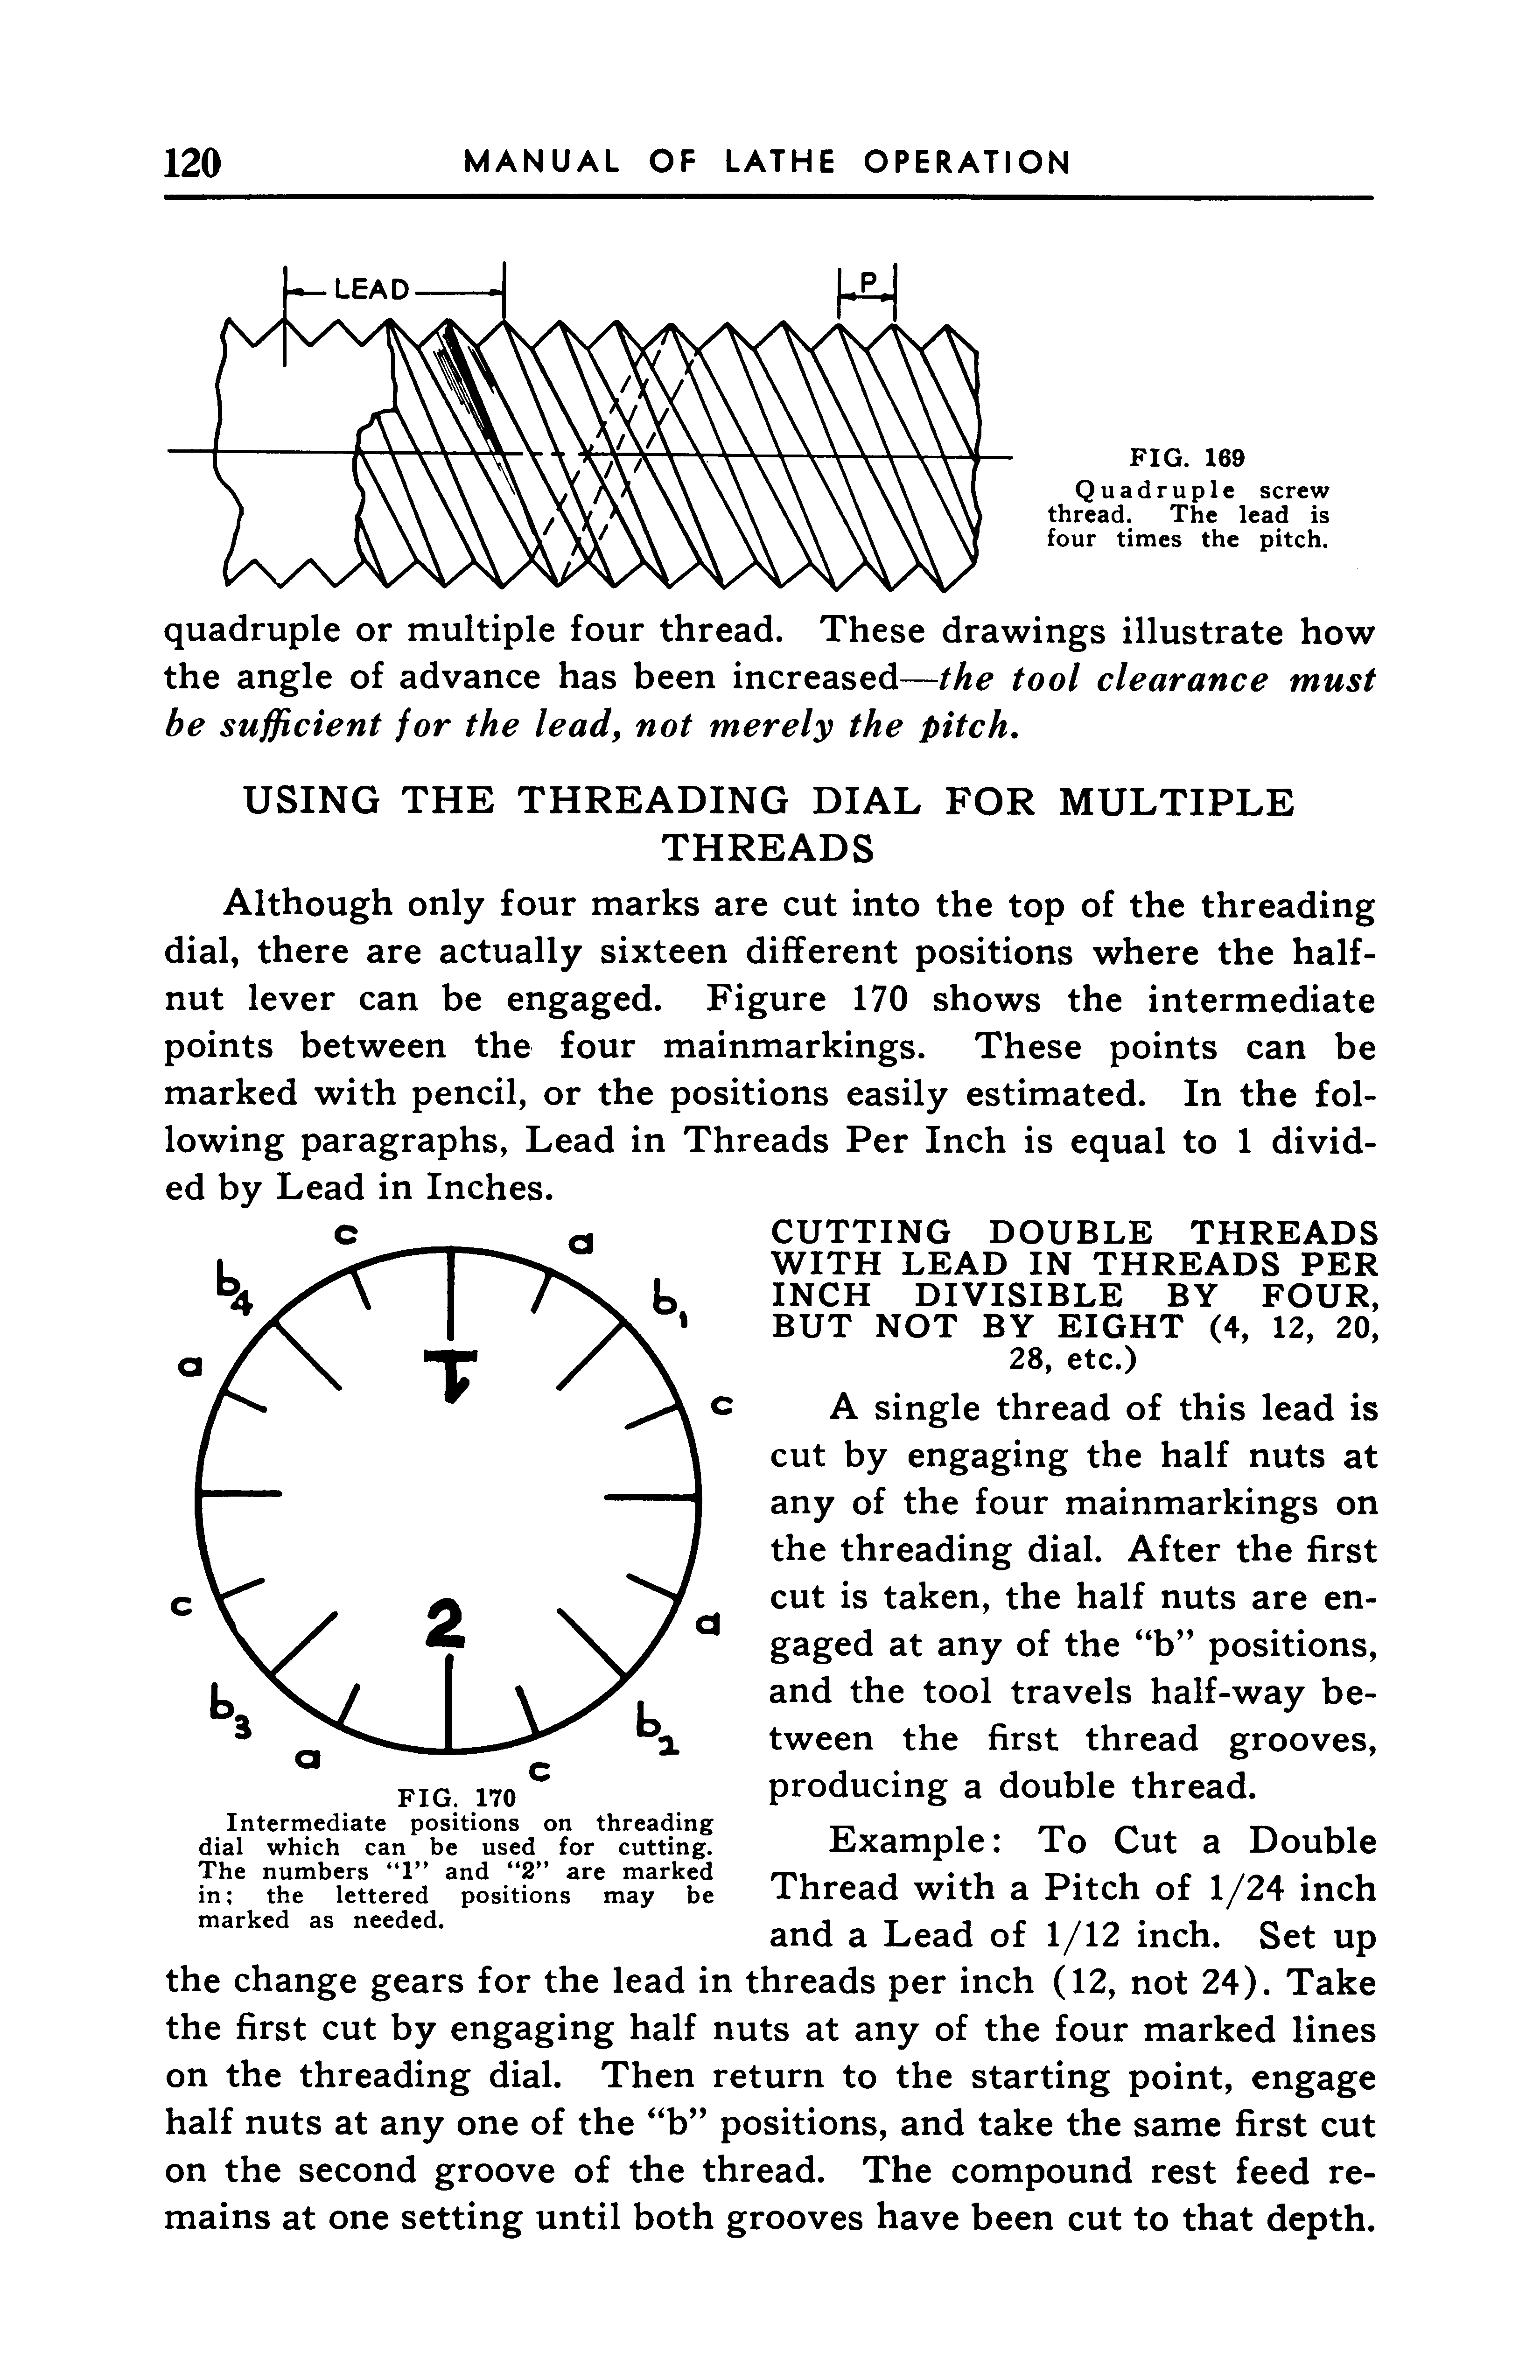 120 MANUAL OF LATHE OPERATION
LEAD
P
FIG. 169
Quadruple screw
thread. The lead is
four times the pitch.
quadruple or multiple four thread. These drawings illustrate how
the angle of advance has been increased—the tool clearance must
be sufficient for the lead, not merely the pitch.
USING THE THREADING DIAL FOR MULTIPLE
THREADS
Although only four marks are cut into the top of the threading
dial, there are actually sixteen different positions where the half-
nut lever can be engaged. Figure 170 shows the intermediate
points between the four mainmarkings. These points can be
marked with pencil, or the positions easily estimated. In the fol-
lowing paragraphs, Lead in Threads Per Inch is equal to 1 divid-
ed by Lead in Inches.
c
a
b4
b1
a
1
c
c
2
a
b3
b2
a
c
FIG. 170
Intermediate positions on threading
dial which can be used for cutting.
The numbers “1” and “2” are marked
in; the lettered positions may be
marked as needed.
CUTTING DOUBLE THREADS
WITH LEAD IN THREADS PER
INCH DIVISIBLE BY FOUR,
BUT NOT BY EIGHT (4, 12, 20,
28, etc.)
A single thread of this lead is
cut by engaging the half nuts at
any of the four mainmarkings on
the threading dial. After the first
cut is taken, the half nuts are en-
gaged at any of the “b” positions,
and the tool travels half-way be-
tween the first thread grooves,
producing a double thread.
Example: To Cut a Double
Thread with a Pitch of 1/24 inch
and a Lead of 1/12 inch. Set up
the change gears for the lead in threads per inch (12, not 24). Take
the first cut by engaging half nuts at any of the four marked lines
on the threading dial. Then return to the starting point, engage
half nuts at any one of the “b” positions, and take the same first cut
on the second groove of the thread. The compound rest feed re-
mains at one setting until both grooves have been cut to that depth.